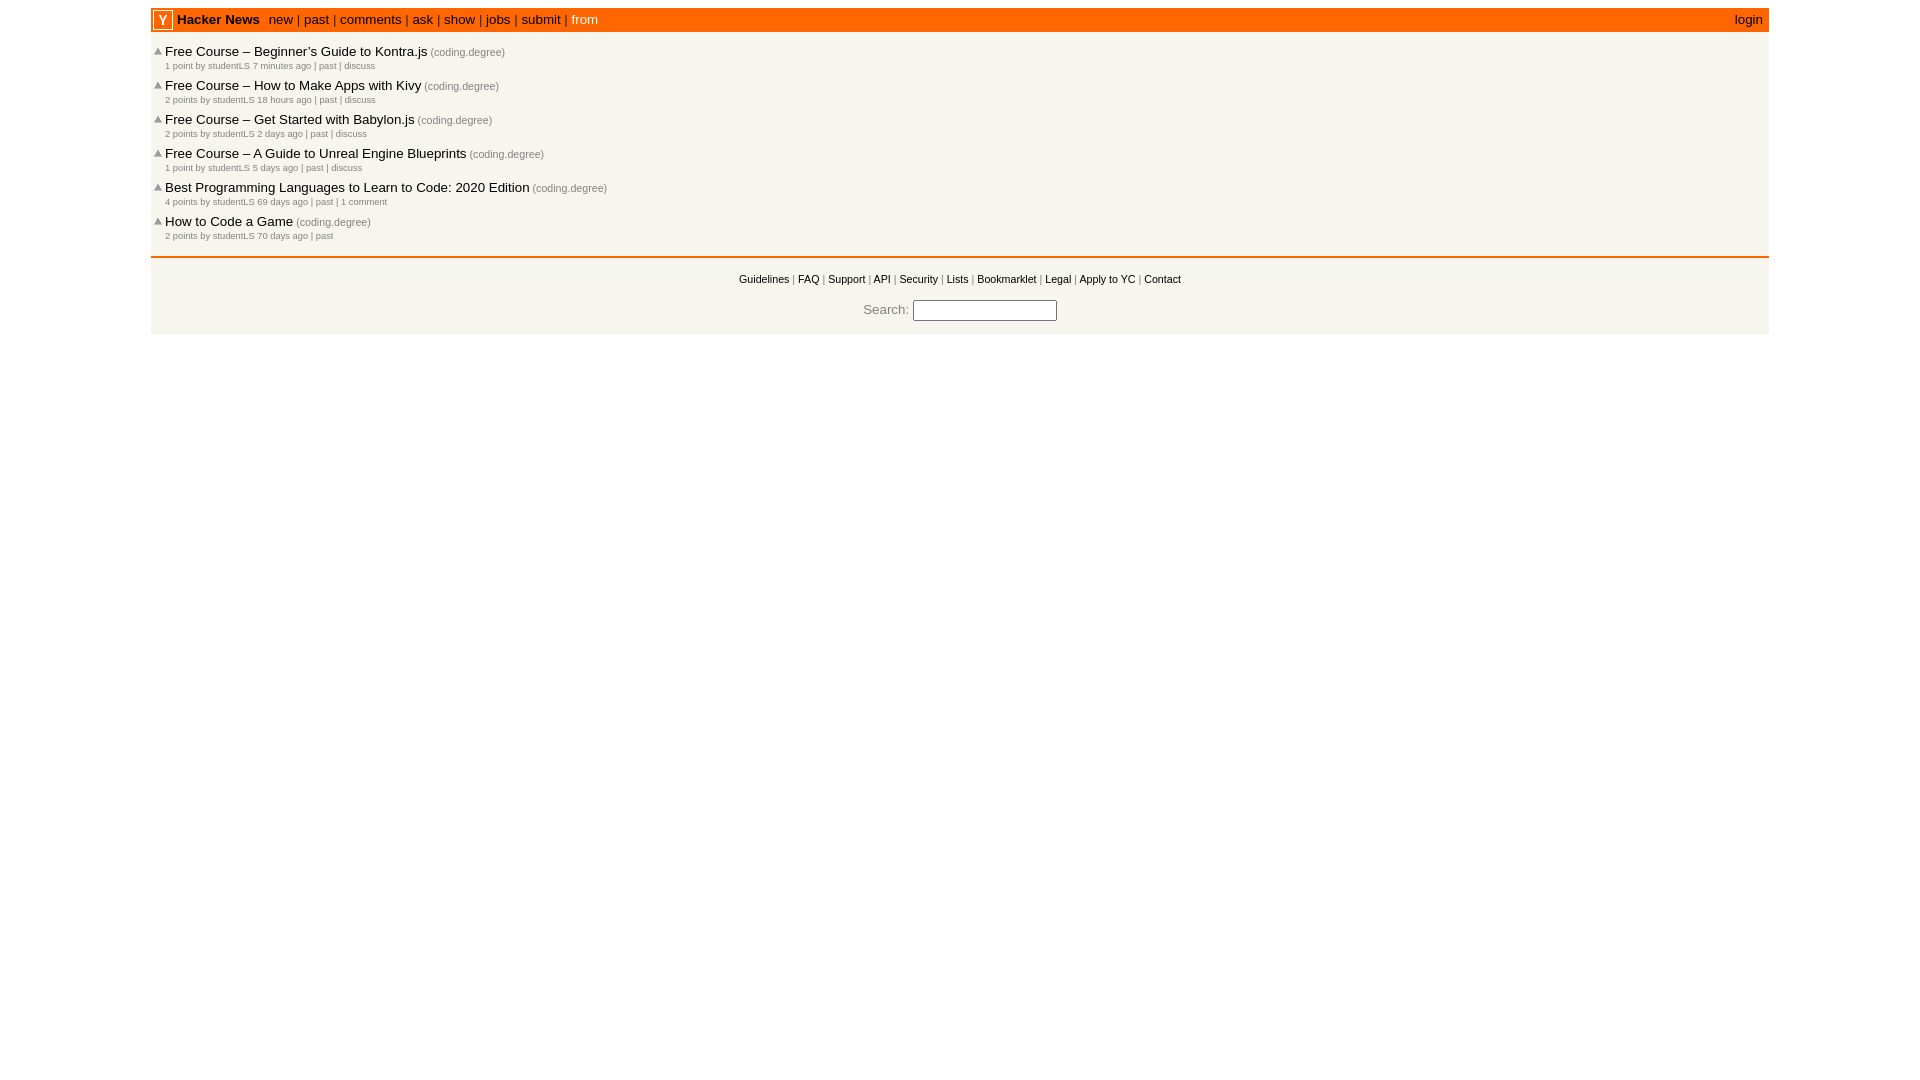 Y Hacker News new | past | comments | ask | show | jobs | submit | from login
Free Course – Beginner’s Guide to Kontra.js (coding.degree)
1 point by studentLS 7 minutes ago | past | discuss
Free Course – How to Make Apps with Kivy (coding.degree)
2 points by studentLS 18 hours ago | past | discuss
Free Course – Get Started with Babylon.js (coding.degree)
2 points by studentLS 2 days ago | past | discuss
Free Course – A Guide to Unreal Engine Blueprints (coding.degree)
1 point by studentLS 5 days ago | past | discuss
Best Programming Languages to Learn to Code: 2020 Edition (coding.degree)
4 points by studentLS 69 days ago | past | 1 comment
How to Code a Game (coding.degree)
2 points by studentLS 70 days ago | past
Guidelines | FAQ | Support | API | Security | Lists | Bookmarklet | Legal | Apply to YC | Contact
Search: